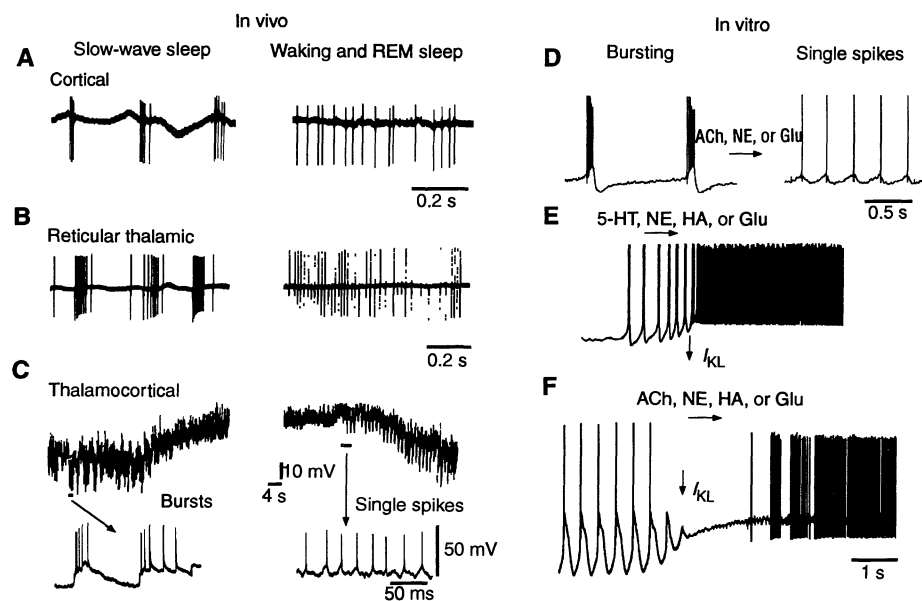 In vivo
Slow-wave sleep
Waking and REM sleep
A
Cortical
0.2 s
B
Reticular thalamic
0.2 s
C
Thalamocortical
10 mV
4 s
Bursts
Single spikes
50 mV
50 ms
In vitro
D
Bursting
Single spikes
ACh, NE, or Glu
0.5 s
E
5-HT, NE, HA, or Glu
IKL
F
ACh, NE, HA, or Glu
IKL
1 s